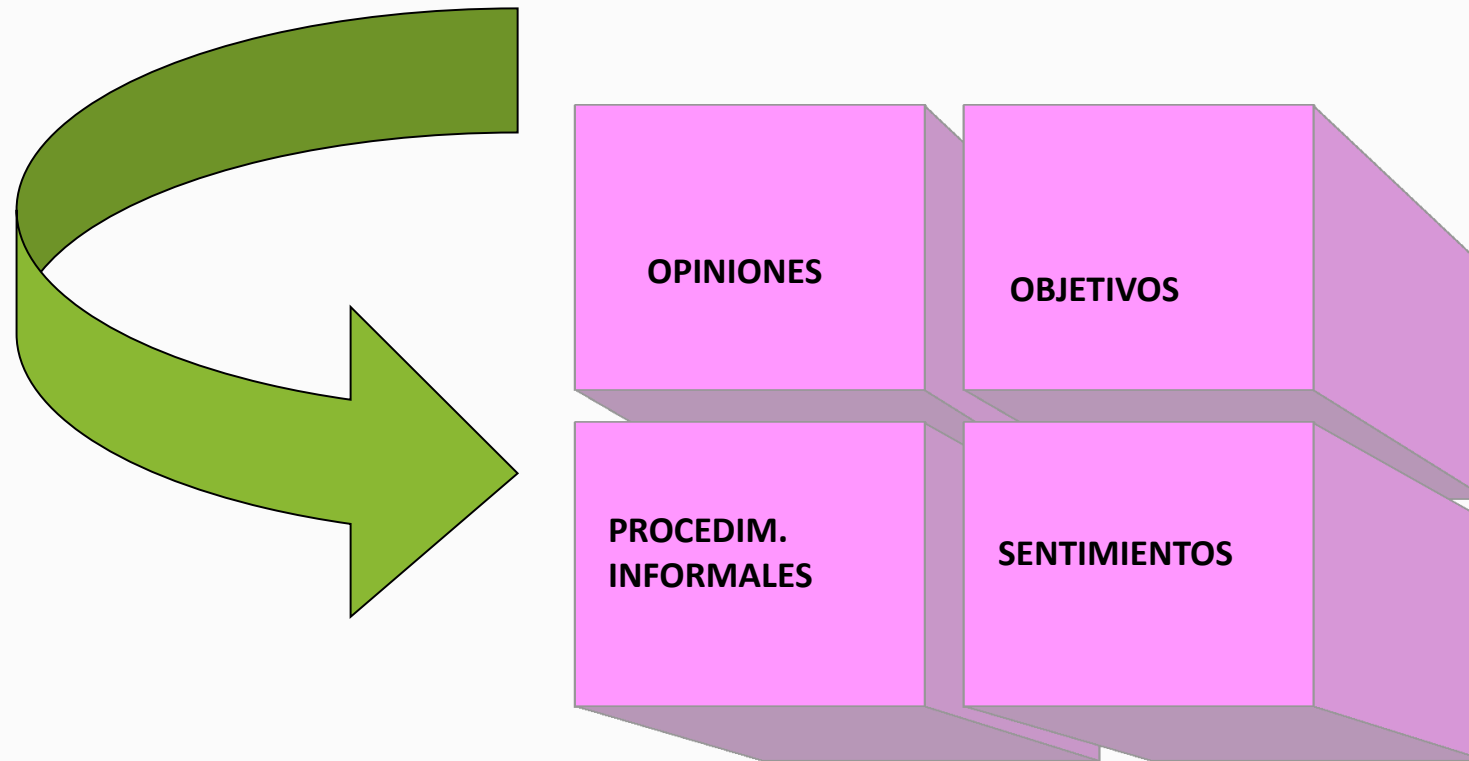 OPINIONES
OBJETIVOS
PROCEDIM.
INFORMALES
SENTIMIENTOS